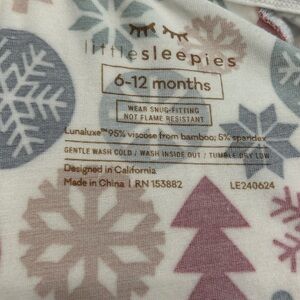 littlesleepies
6-12 months
WEAR SNUG-FITTING
NOT FLAME RESISTANT
Lunaluxe™ 95% viscose from bamboo; 5% spandex
GENTLE WASH COLD / WASH INSIDE OUT / TUMBLE DRY LOW
Designed in California
Made in China | RN 153882 LE240624